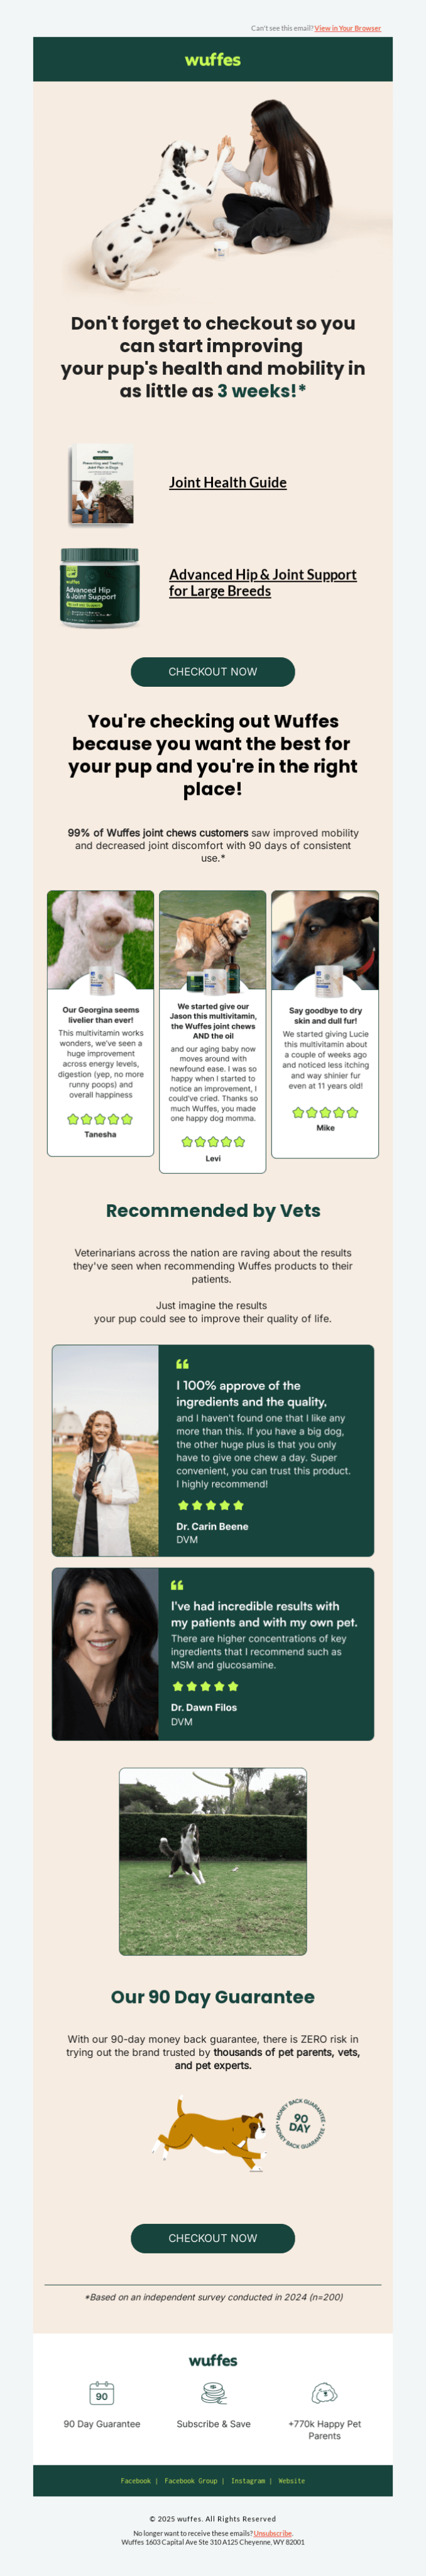 Can't see this email? View in Your Browser
wuffes
Don't forget to checkout so you
can start improving
your pup's health and mobility in
as little as 3 weeks!*
wuffes
Joint Health Guide
wuffes
Advanced Hip
& Joint Support
Advanced Hip & Joint Support
for Large Breeds
CHECKOUT NOW
You're checking out Wuffes
because you want the best for
your pup and you're in the right
place!
99% of Wuffes joint chews customers saw improved mobility
and decreased joint discomfort with 90 days of consistent
use.*
Our Georgina seems
livelier than ever!
This multivitamin works
wonders, we've seen a
huge improvement
across energy levels,
digestion (yep, no more
runny poops) and
overall happiness
Tanesha
We started give our
Jason this multivitamin,
the Wuffes joint chews
AND the oil
and our aging baby now
moves around with
newfound ease. I was so
happy when I started to
notice an improvement, I
could've cried. Thanks so
much Wuffes, you made
one happy dog momma.
Levi
Say goodbye to dry
skin and dull fur!
We started giving Lucie
this multivitamin about
a couple of weeks ago
and noticed less itching
and way shinier fur
even at 11 years old!
Mike
Recommended by Vets
Veterinarians across the nation are raving about the results
they've seen when recommending Wuffes products to their
patients.
Just imagine the results
your pup could see to improve their quality of life.
I 100% approve of the
ingredients and the quality,
and I haven't found one that I like any
more than this. If you have a big dog,
the other huge plus is that you only
have to give one chew a day. Super
convenient, you can trust this product.
I highly recommend!
Dr. Carin Beene
DVM
I've had incredible results with
my patients and with my own pet.
There are higher concentrations of key
ingredients that I recommend such as
MSM and glucosamine.
Dr. Dawn Filos
DVM
Our 90 Day Guarantee
With our 90-day money back guarantee, there is ZERO risk in
trying out the brand trusted by thousands of pet parents, vets,
and pet experts.
MONEY BACK GUARANTEE
90
DAY
MONEY BACK GUARANTEE
CHECKOUT NOW
*Based on an independent survey conducted in 2024 (n=200)
wuffes
90
90 Day Guarantee
Subscribe & Save
+770k Happy Pet
Parents
Facebook | Facebook Group | Instagram | Website
© 2025 wuffes. All Rights Reserved
No longer want to receive these emails? Unsubscribe.
Wuffes 1603 Capital Ave Ste 310 A125 Cheyenne, WY 82001